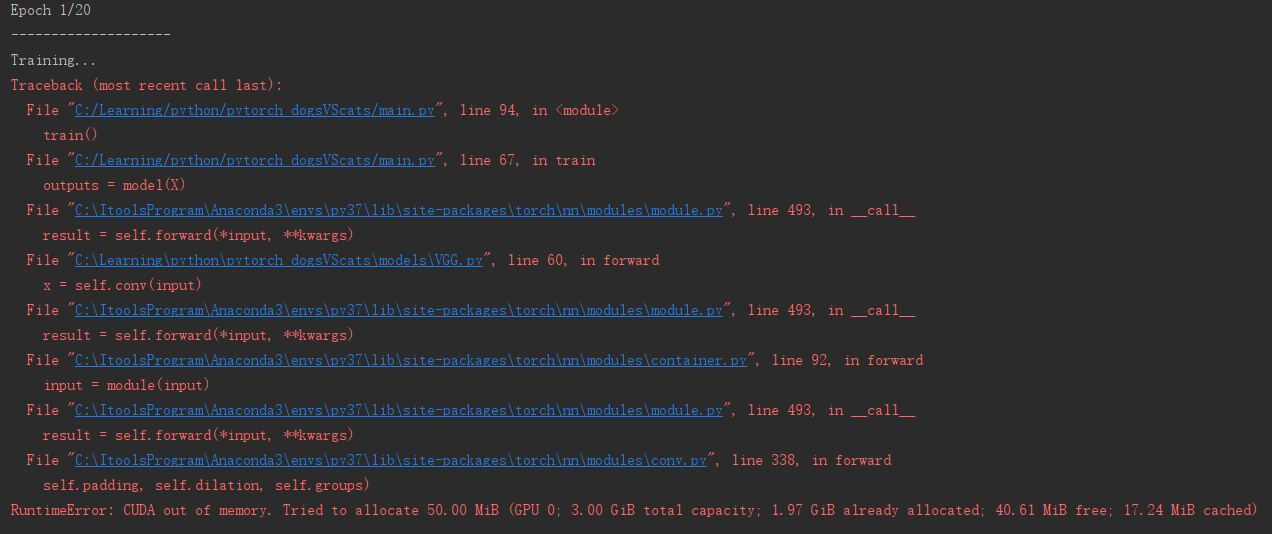 Epoch 1/20
--------------------
Training...
Traceback (most recent call last):
  File "C:/Learning/python/pytorch_dogsVScats/main.py", line 94, in <module>
    train()
  File "C:/Learning/python/pytorch_dogsVScats/main.py", line 67, in train
    outputs = model(X)
  File "C:\ItoolsProgram\Anaconda3\envs\py37\lib\site-packages\torch\nn\modules\module.py", line 493, in __call__
    result = self.forward(*input, **kwargs)
  File "C:\Learning\python\pytorch_dogsVScats\models\VGG.py", line 60, in forward
    x = self.conv(input)
  File "C:\ItoolsProgram\Anaconda3\envs\py37\lib\site-packages\torch\nn\modules\module.py", line 493, in __call__
    result = self.forward(*input, **kwargs)
  File "C:\ItoolsProgram\Anaconda3\envs\py37\lib\site-packages\torch\nn\modules\container.py", line 92, in forward
    input = module(input)
  File "C:\ItoolsProgram\Anaconda3\envs\py37\lib\site-packages\torch\nn\modules\module.py", line 493, in __call__
    result = self.forward(*input, **kwargs)
  File "C:\ItoolsProgram\Anaconda3\envs\py37\lib\site-packages\torch\nn\modules\conv.py", line 338, in forward
    self.padding, self.dilation, self.groups)
RuntimeError: CUDA out of memory. Tried to allocate 50.00 MiB (GPU 0; 3.00 GiB total capacity; 1.97 GiB already allocated; 40.61 MiB free; 17.24 MiB cached)